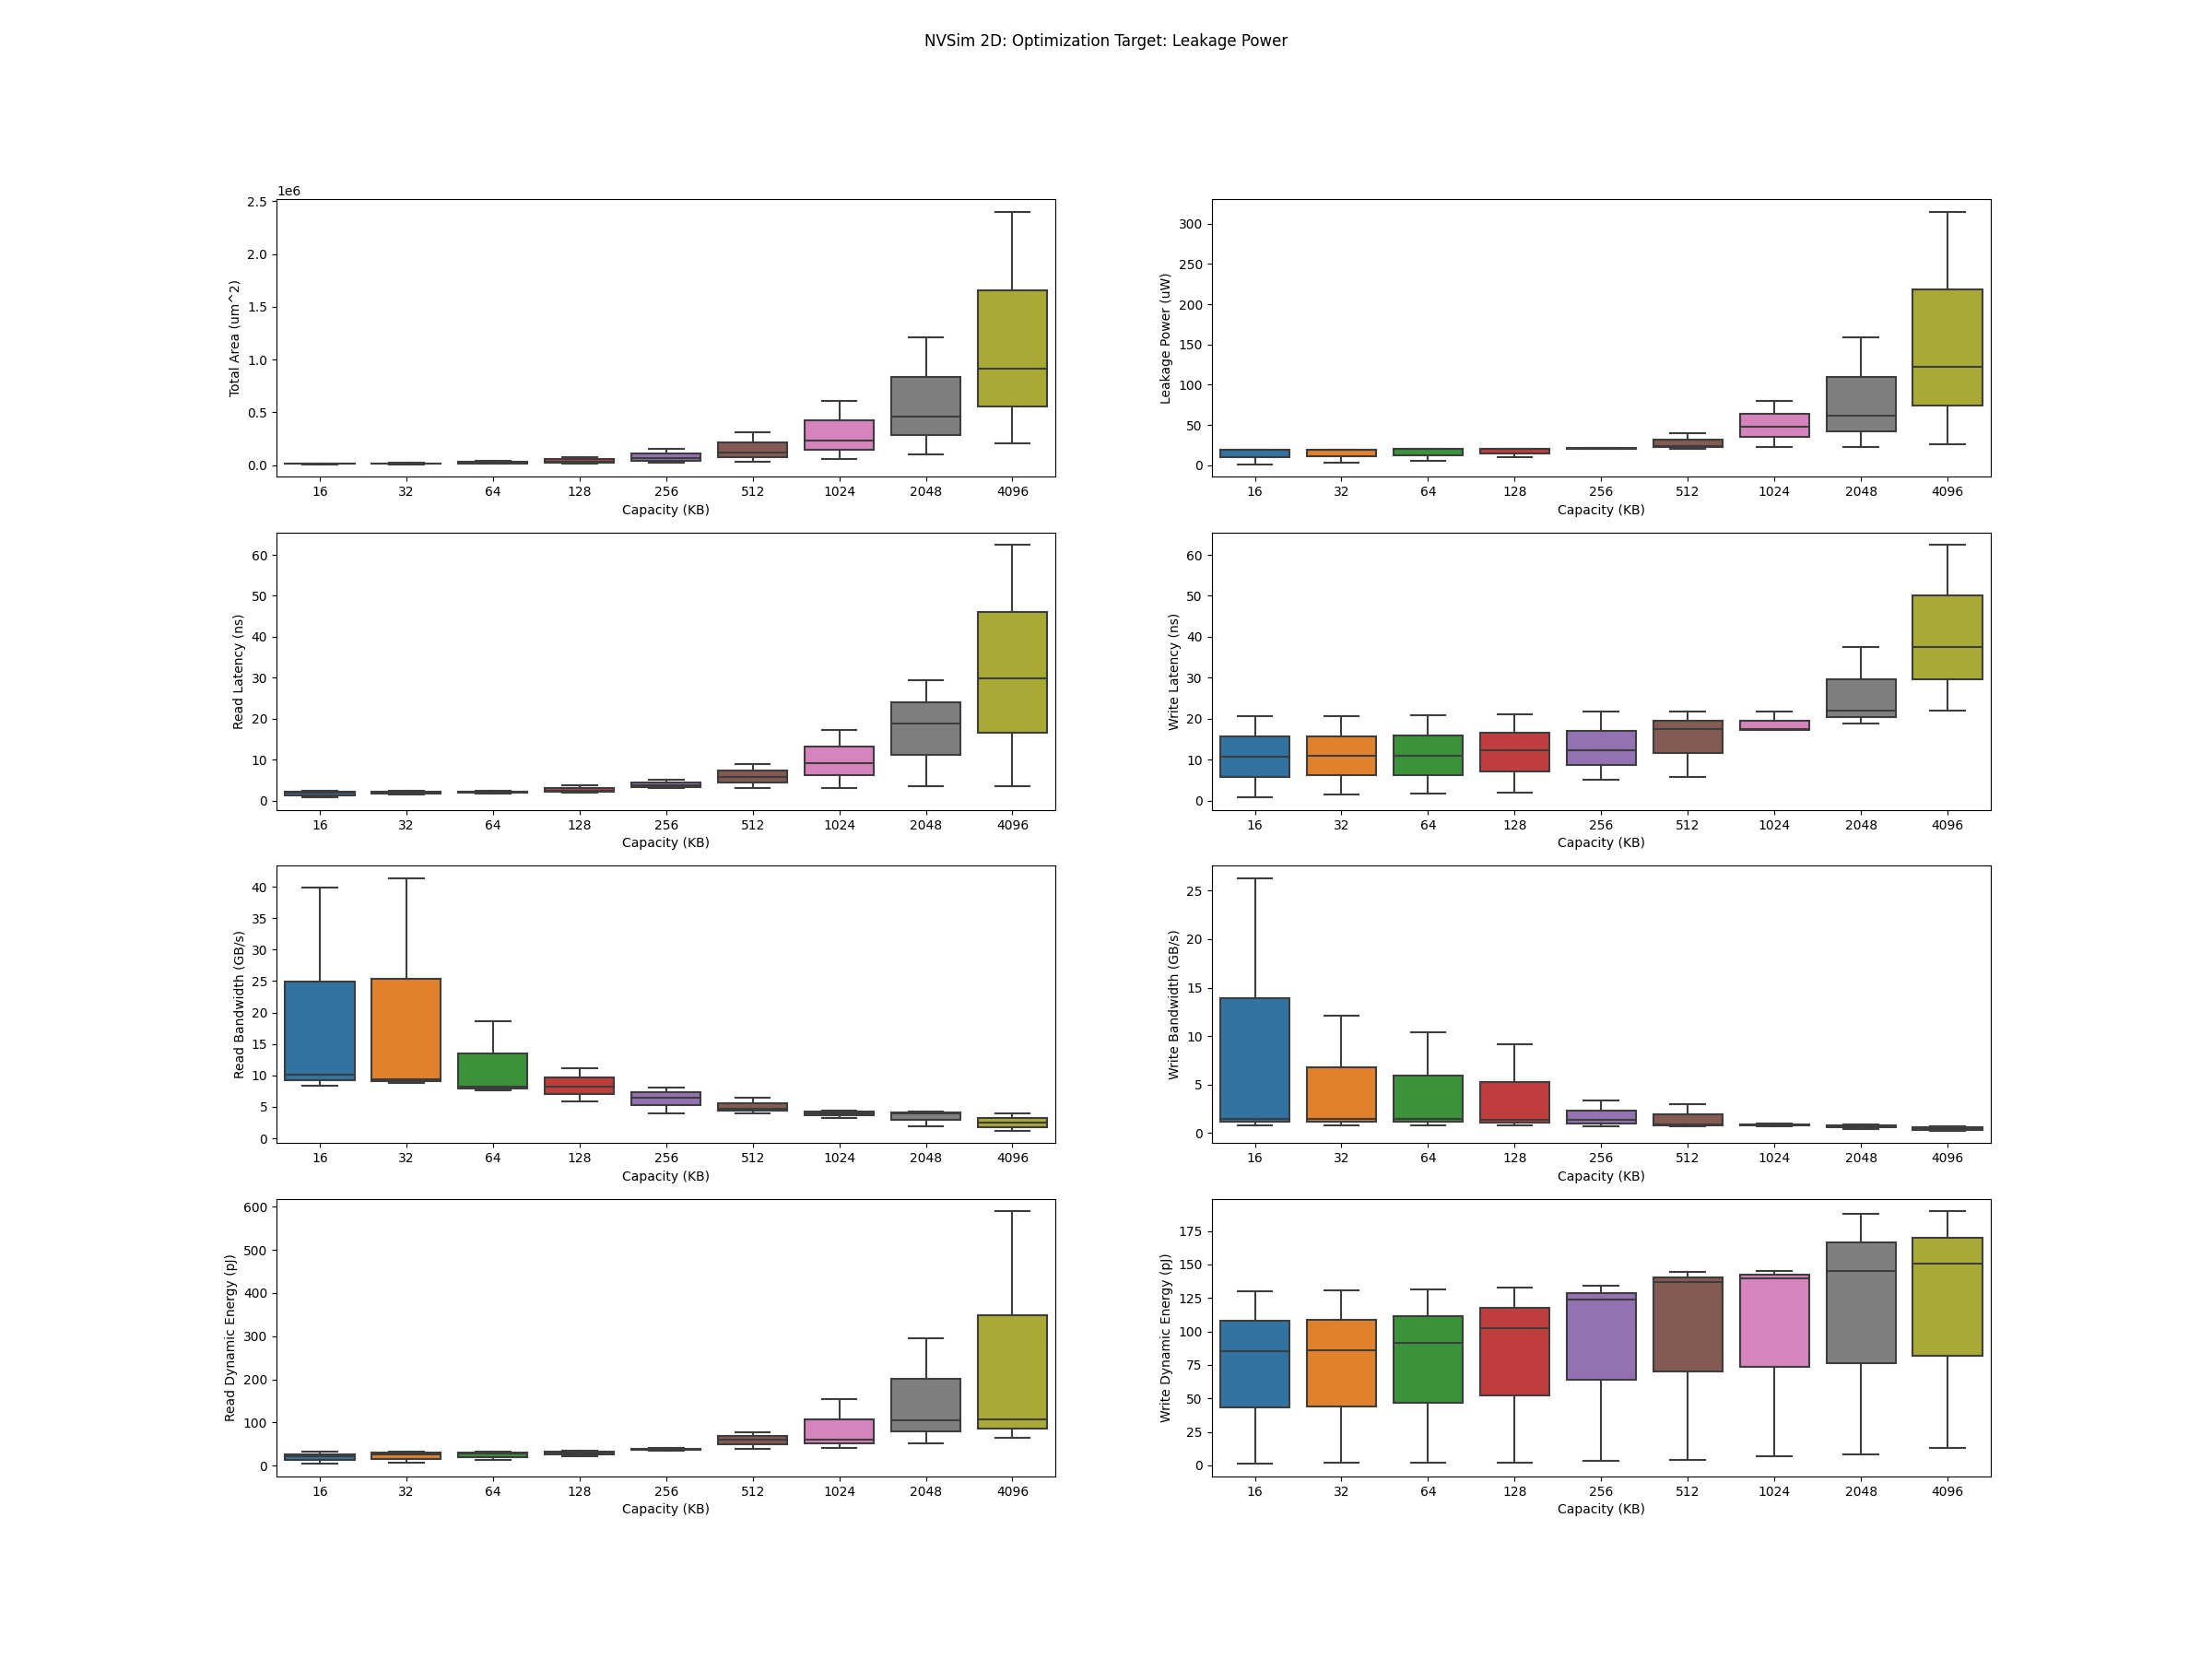 NVSim 2D: Optimization Target: Leakage Power
1e6
Total Area (um^2)
2.5
2.0
1.5
1.0
0.5
0.0
16 32 64 128 256 512 1024 2048 4096
Capacity (KB)
Leakage Power (uW)
300
250
200
150
100
50
0
16 32 64 128 256 512 1024 2048 4096
Capacity (KB)
Read Latency (ns)
60
50
40
30
20
10
0
16 32 64 128 256 512 1024 2048 4096
Capacity (KB)
Write Latency (ns)
60
50
40
30
20
10
0
16 32 64 128 256 512 1024 2048 4096
Capacity (KB)
Read Bandwidth (GB/s)
40
35
30
25
20
15
10
5
0
16 32 64 128 256 512 1024 2048 4096
Capacity (KB)
Write Bandwidth (GB/s)
25
20
15
10
5
0
16 32 64 128 256 512 1024 2048 4096
Capacity (KB)
Read Dynamic Energy (pJ)
600
500
400
300
200
100
0
16 32 64 128 256 512 1024 2048 4096
Capacity (KB)
Write Dynamic Energy (pJ)
175
150
125
100
75
50
25
0
16 32 64 128 256 512 1024 2048 4096
Capacity (KB)